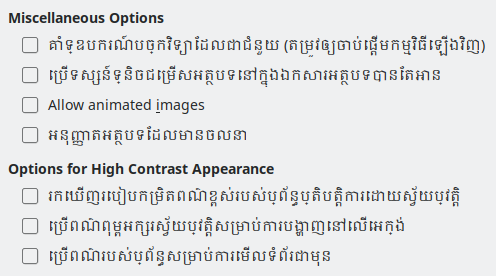 Miscellaneous Options
គាំទ្ឧបករណ៍បច្កវិទ្យាដែលជាជំនួយ (តម្រូវឲ្យចាប់ផ្ដើមកម្មវិធីឡើងវិញ)
ប្រើទស្សន៍ទ្និចជម្រើសអត្ថបទនៅក្នុងឯកសារអត្ថបទបានតែអាន
Allow animated images
អនុញ្ញាតអត្ថបទដែលមានចលនា
Options for High Contrast Appearance
រកឃើញរបៀបកម្រិតពណ៌ខ្ពស់របស់ប្រព័ន្ធប្តិបត្តិការដោយស្វ័យប្វត្តិ
ប្រើពណ៌ពុម្ពអក្សរស្វ័យប្វត្តិសម្រាប់ការបង្ហាញនៅលើអេក្ង់
ប្រើពណ៌របស់ប្រព័ន្ធសម្រាប់ការមើលទំព័រជាមុន